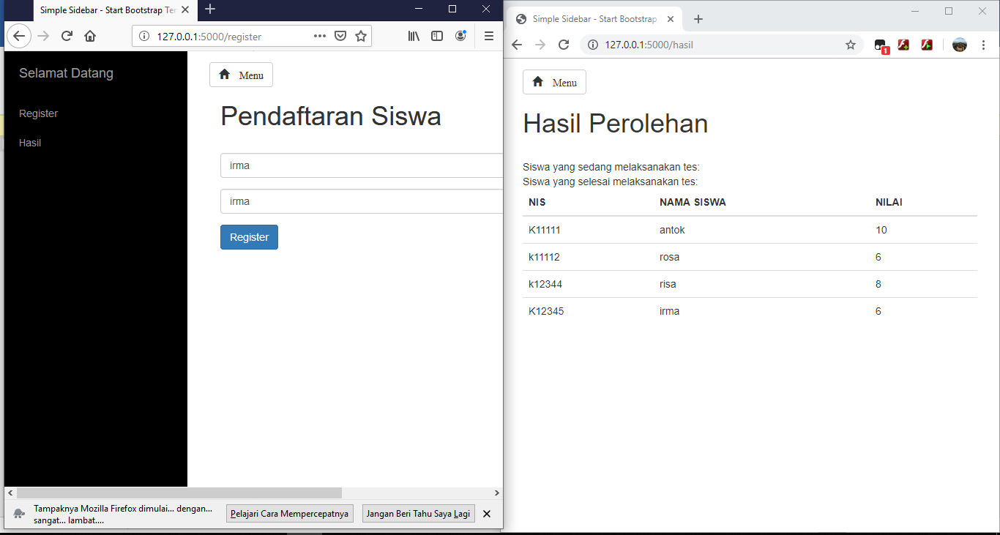 Simple Sidebar - Start Bootstrap Te
127.0.0.1:5000/register
Selamat Datang
Register
Hasil
Menu
Pendaftaran Siswa
irma
irma
Register
Tampaknya Mozilla Firefox dimulai... dengan...
sangat... lambat....
Pelajari Cara Mempercepatnya
Jangan Beri Tahu Saya Lagi
Simple Sidebar - Start Bootstrap
127.0.0.1:5000/hasil
1
Menu
Hasil Perolehan
Siswa yang sedang melaksanakan tes:
Siswa yang selesai melaksanakan tes:
NIS NAMA SISWA NILAI
K11111 antok 10
k11112 rosa 6
k12344 risa 8
K12345 irma 6